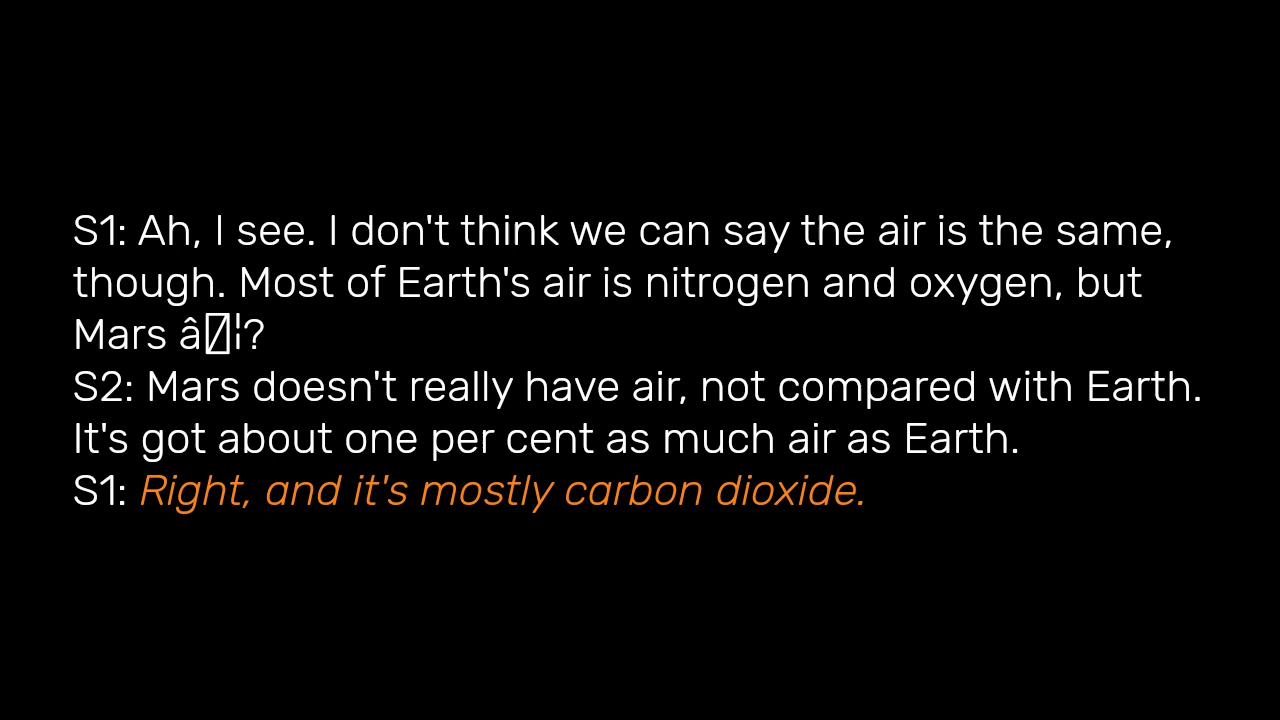 S1: Ah, I see. I don't think we can say the air is the same,
though. Most of Earth's air is nitrogen and oxygen, but
Mars â¦?
S2: Mars doesn't really have air, not compared with Earth.
It's got about one per cent as much air as Earth.
S1: Right, and it's mostly carbon dioxide.